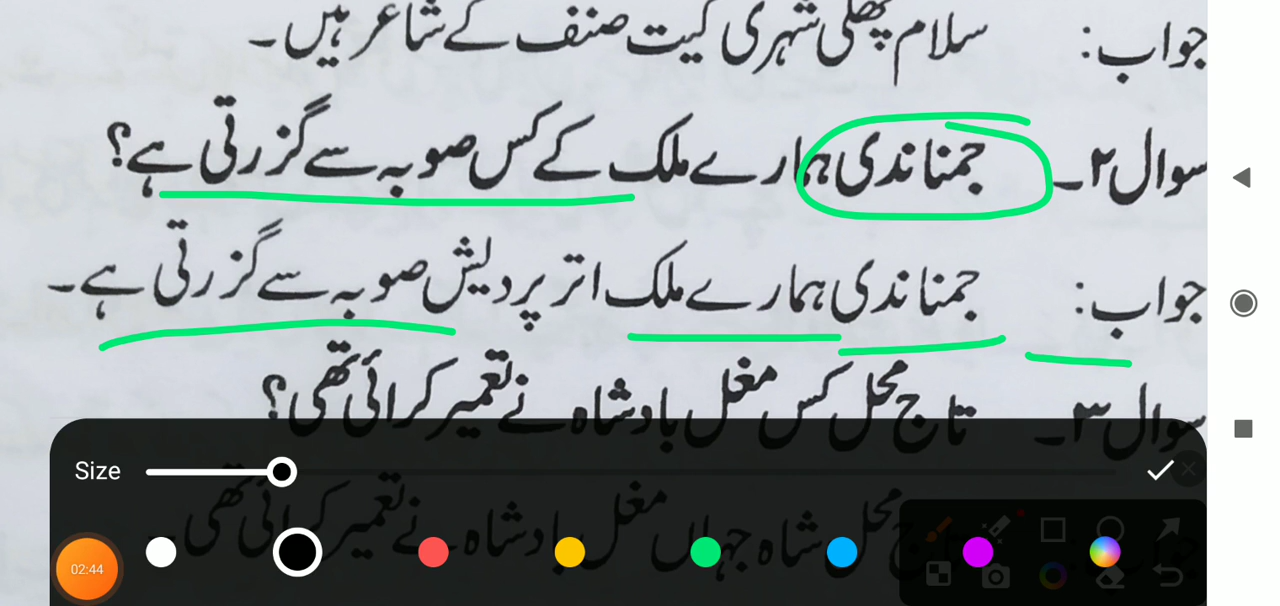 جواب: سلام مچھلی شہری گیت صنف کے شاعر ہیں۔
سوال ۲۔ جمنا ندی ہمارے ملک کے کس صوبہ سے گزرتی ہے؟
جواب: جمنا ندی ہمارے ملک اتر پردیش صوبہ سے گزرتی ہے۔
سوال ۳۔ تاج محل کس مغل بادشاہ نے تعمیر کرائی تھی؟
تاج محل شاہ جہاں مغل بادشاہ نے تعمیر کرائی تھی۔
Size
02:44